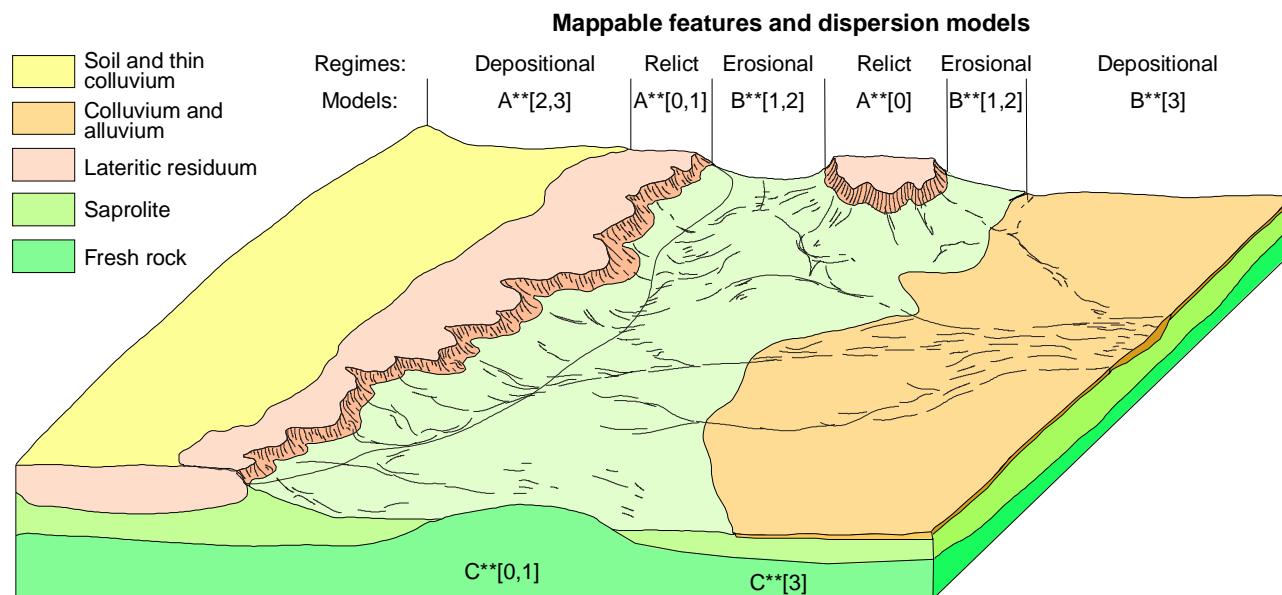 Mappable features and dispersion models
Soil and thin
colluvium
Colluvium and
alluvium
Lateritic residuum
Saprolite
Fresh rock
Regimes: Depositional Relict Erosional Relict Erosional Depositional
Models: A**[2,3] A**[0,1] B**[1,2] A**[0] B**[1,2] B**[3]
C**[0,1]
C**[3]